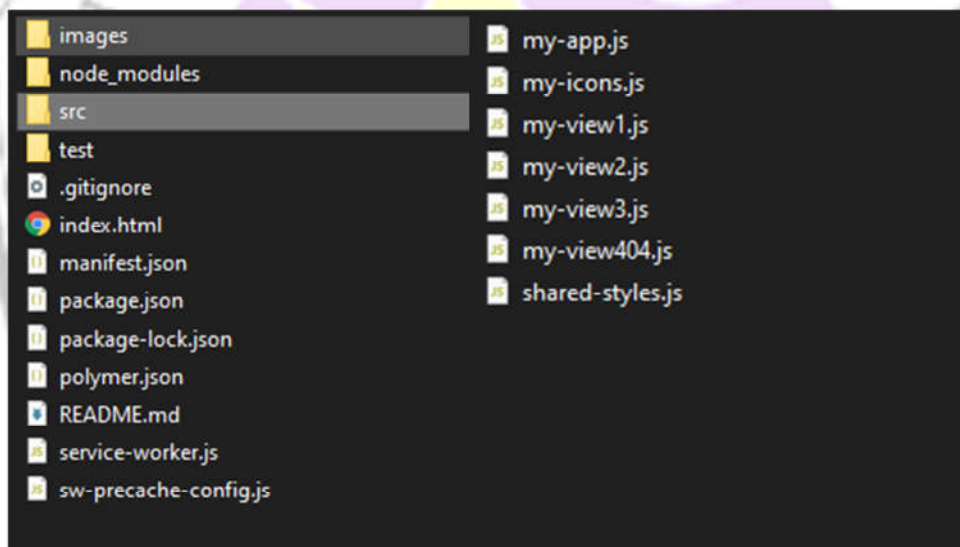 images
node_modules
src
test
.gitignore
index.html
manifest.json
package.json
package-lock.json
polymer.json
README.md
service-worker.js
sw-precache-config.js
my-app.js
my-icons.js
my-view1.js
my-view2.js
my-view3.js
my-view404.js
shared-styles.js